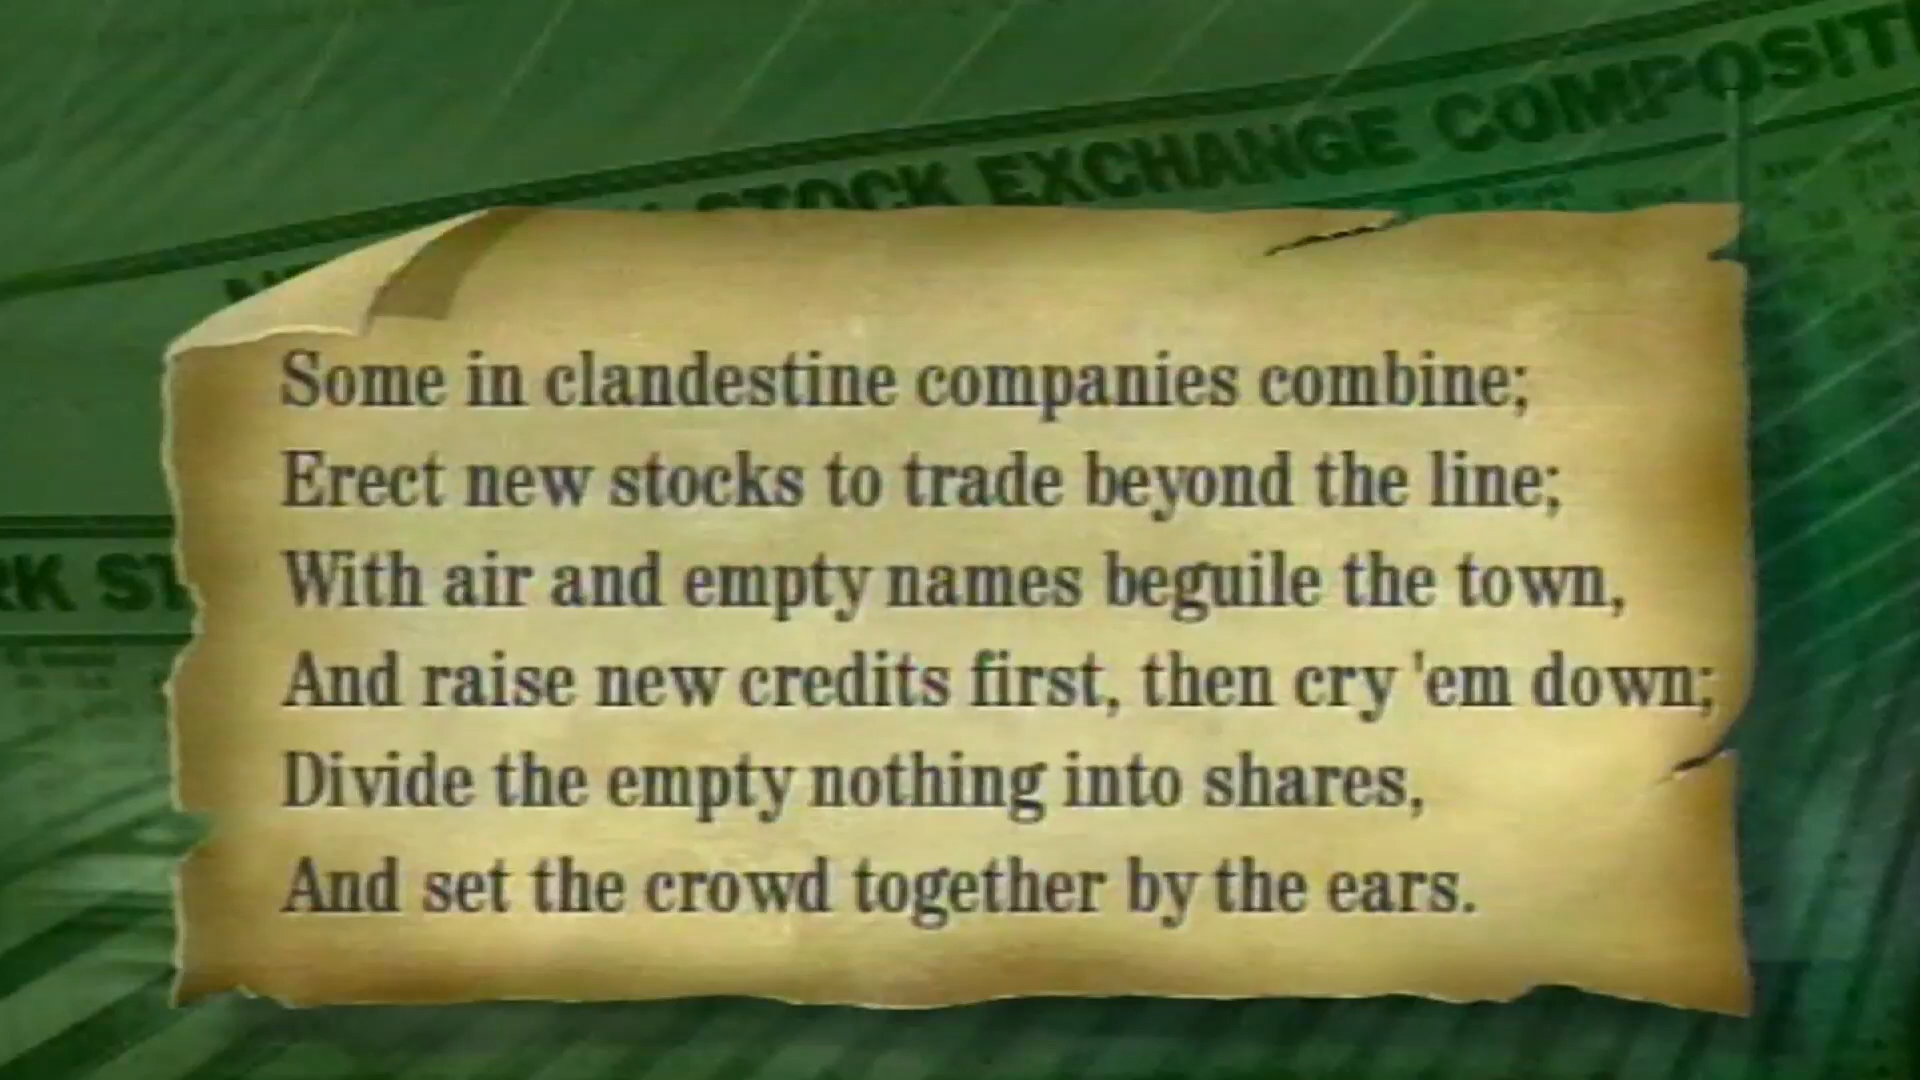 STOCK EXCHANGE COMPOSIT
Some in clandestine companies combine;
Erect new stocks to trade beyond the line;
With air and empty names beguile the town,
And raise new credits first, then cry 'em down;
Divide the empty nothing into shares,
And set the crowd together by the ears.
RK ST